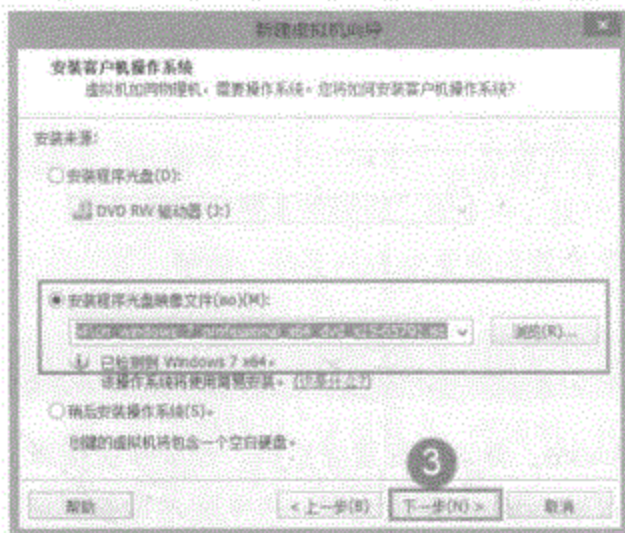 新建虚拟机向导
安装客户机操作系统
虚拟机如同物理机，需要操作系统。您将如何安装客户机操作系统?
安装来源:
安装程序光盘(D):
DVD RW 驱动器 (J:)
安装程序光盘映像文件(iso)(M):
浏览(R)...
已检测到 Windows 7 x64。
该操作系统将使用简易安装。(这是什么?)
稍后安装操作系统(S)。
创建的虚拟机将包含一个空白硬盘。
3
帮助 < 上一步(B) 下一步(N) > 取消